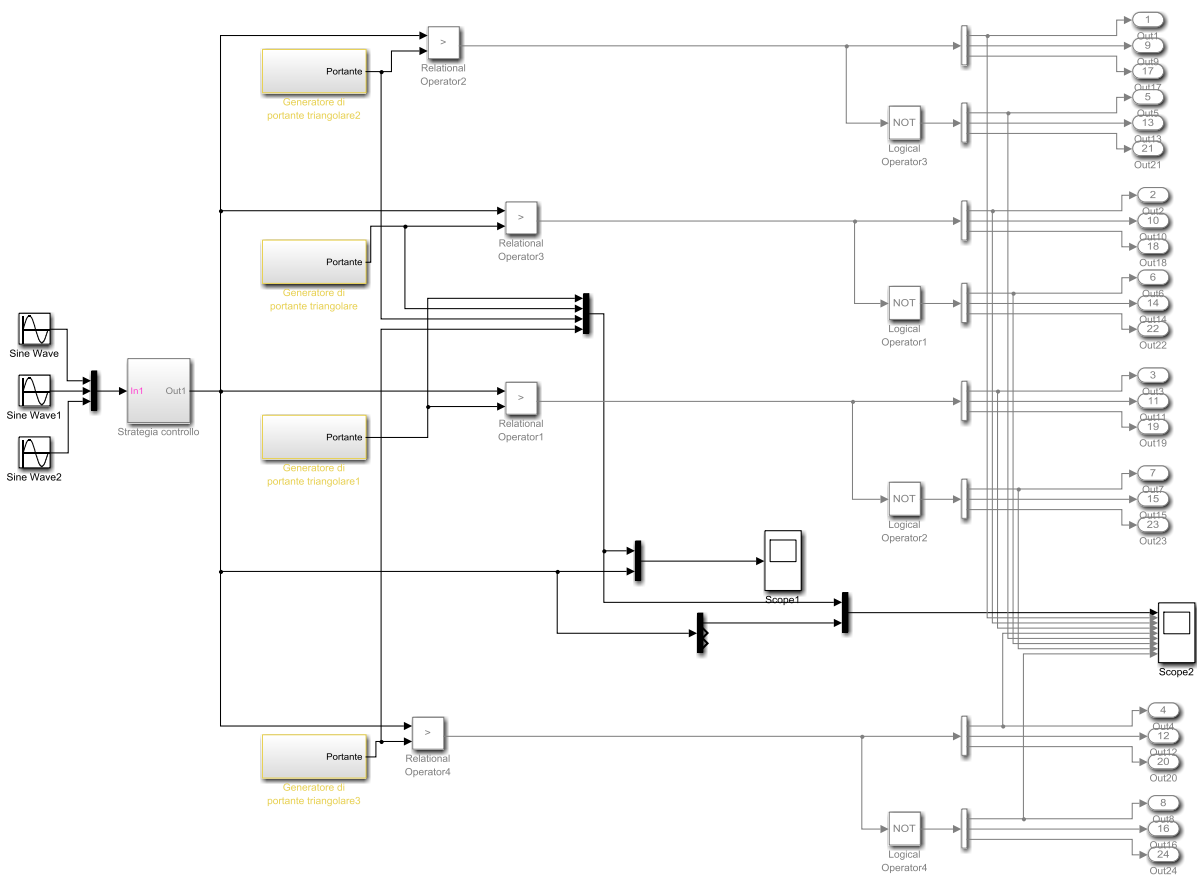 1
Out1
>
9
Portante
Relational
Operator2
Out9
17
Out17
Generatore di
portante triangolare2
5
Out5
NOT
13
Out13
Logical
Operator3
21
Out21
2
Out2
>
10
Out10
Relational
Operator3
18
Out18
Portante
Generatore di
portante triangolare
6
Out6
NOT
14
Out14
Logical
Operator1
22
Out22
Sine Wave
In1
Out1
Strategia controllo
Sine Wave1
Sine Wave2
3
Out3
>
11
Out11
Relational
Operator1
19
Out19
Portante
Generatore di
portante triangolare1
7
Out7
NOT
15
Out15
Logical
Operator2
23
Out23
Scope1
Scope2
4
Out4
>
12
Out12
Relational
Operator4
20
Out20
Portante
Generatore di
portante triangolare3
8
Out8
NOT
16
Out16
Logical
Operator4
24
Out24